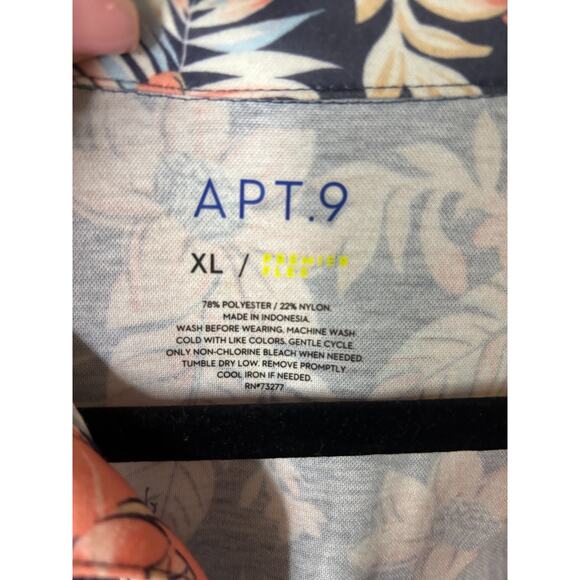 APT.9
XL / PREMIER
FLEX
78% POLYESTER / 22% NYLON.
MADE IN INDONESIA.
WASH BEFORE WEARING. MACHINE WASH
COLD WITH LIKE COLORS. GENTLE CYCLE.
ONLY NON-CHLORINE BLEACH WHEN NEEDED.
TUMBLE DRY LOW. REMOVE PROMPTLY.
COOL IRON IF NEEDED.
RN#73277